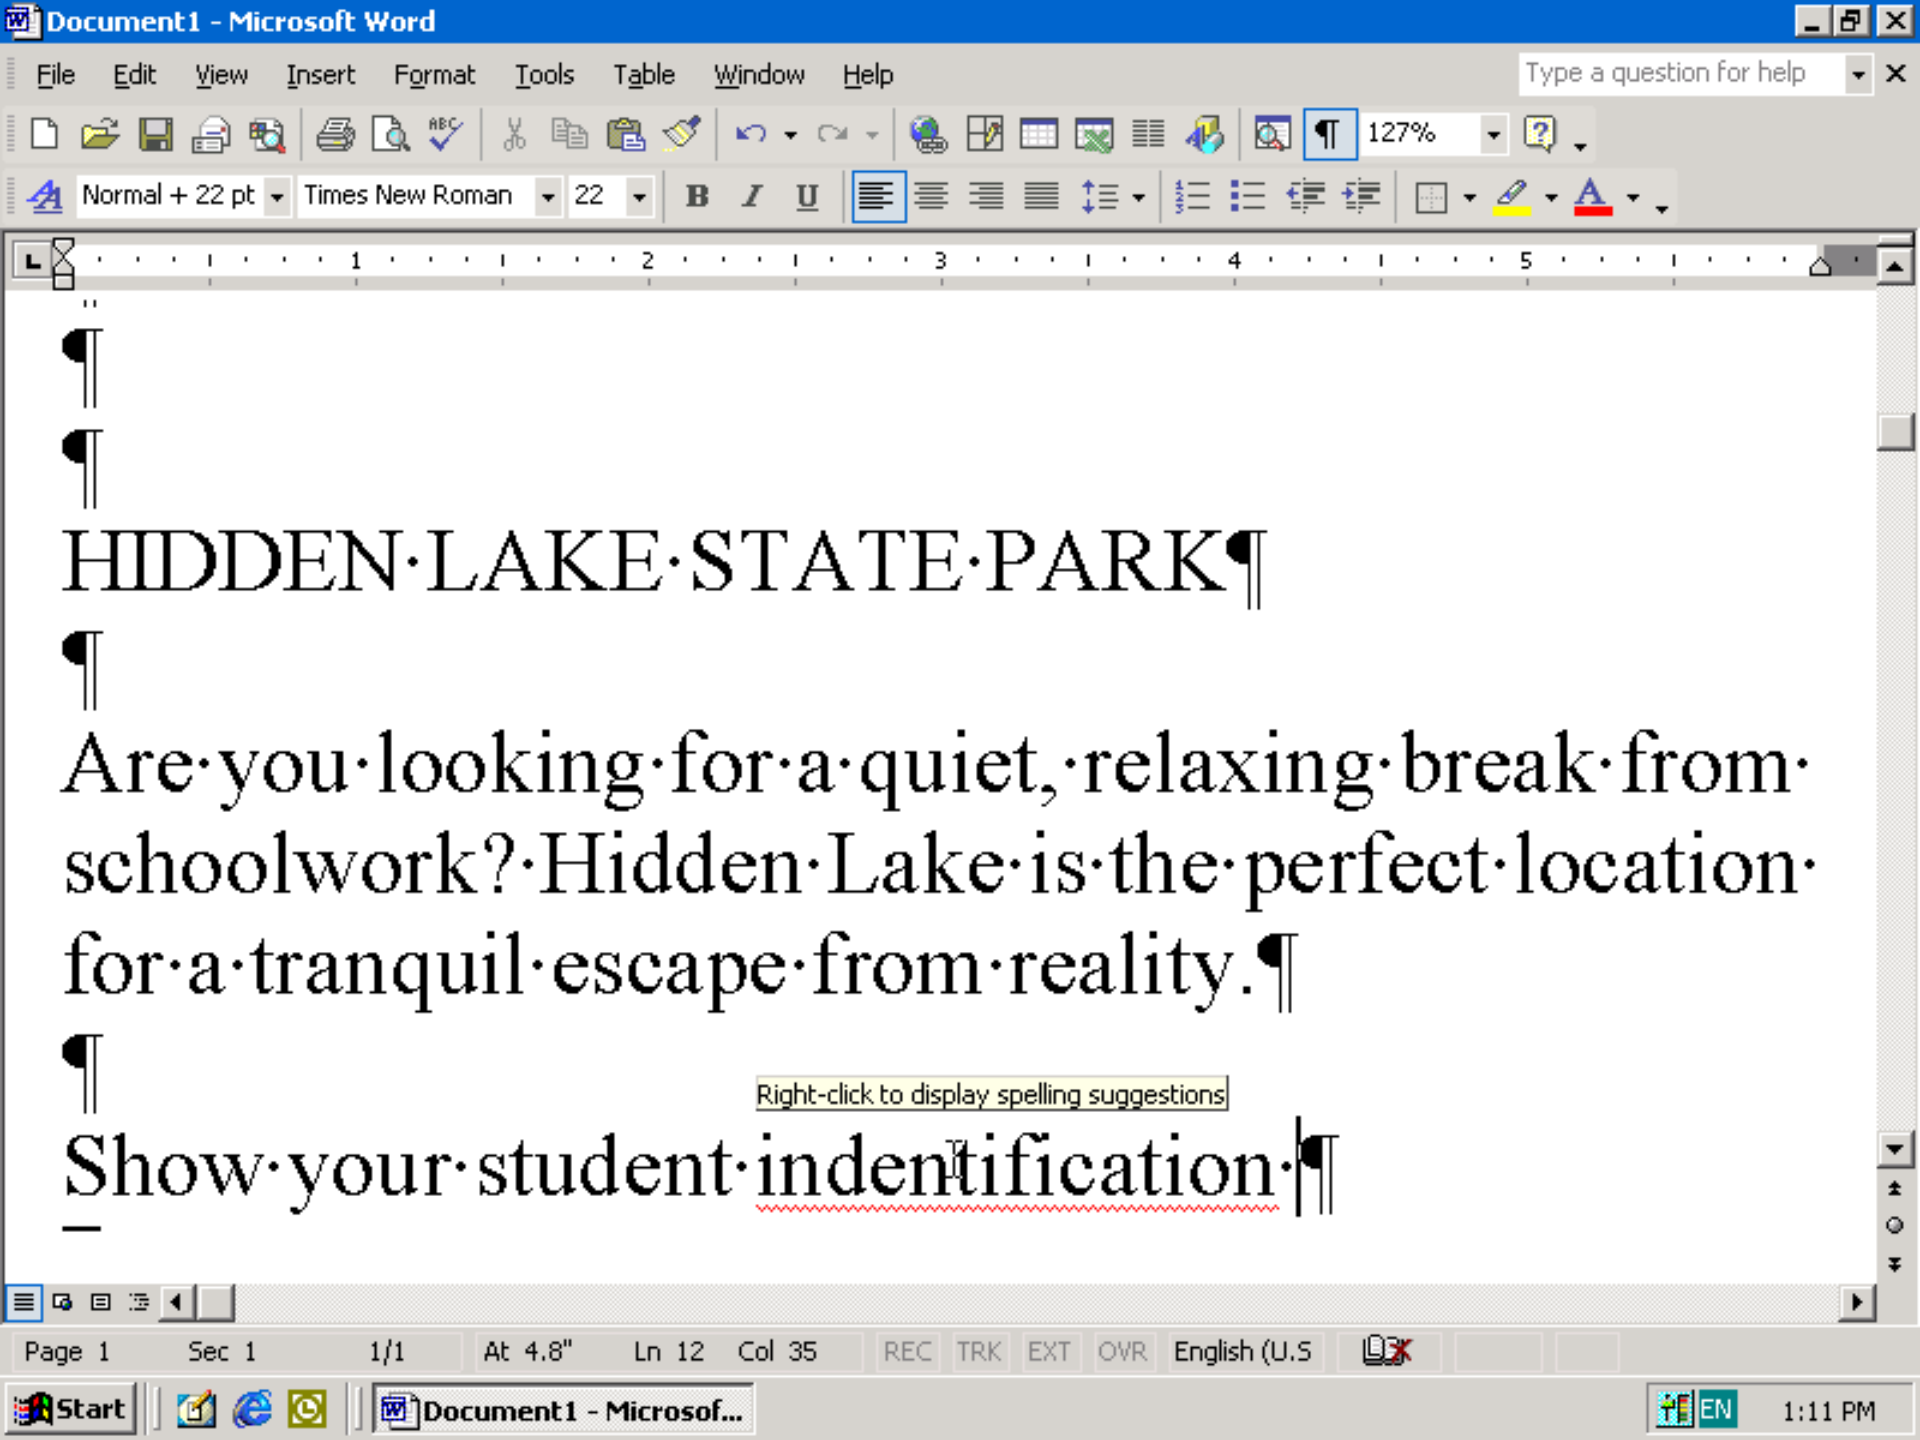 Document1 - Microsoft Word
File Edit View Insert Format Tools Table Window Help Type a question for help
ABC 127%
Normal + 22 pt Times New Roman 22 B I U A
1 2 3 4 5
¶
¶
HIDDEN·LAKE·STATE·PARK¶
¶
Are·you·looking·for·a·quiet,·relaxing·break·from·
schoolwork?·Hidden·Lake·is·the·perfect·location·
for·a·tranquil·escape·from·reality.¶
¶
Right-click to display spelling suggestions
Show·your·student·indentification·¶
Page 1 Sec 1 1/1 At 4.8" Ln 12 Col 35 REC TRK EXT OVR English (U.S
Start Document1 - Microsof... EN 1:11 PM